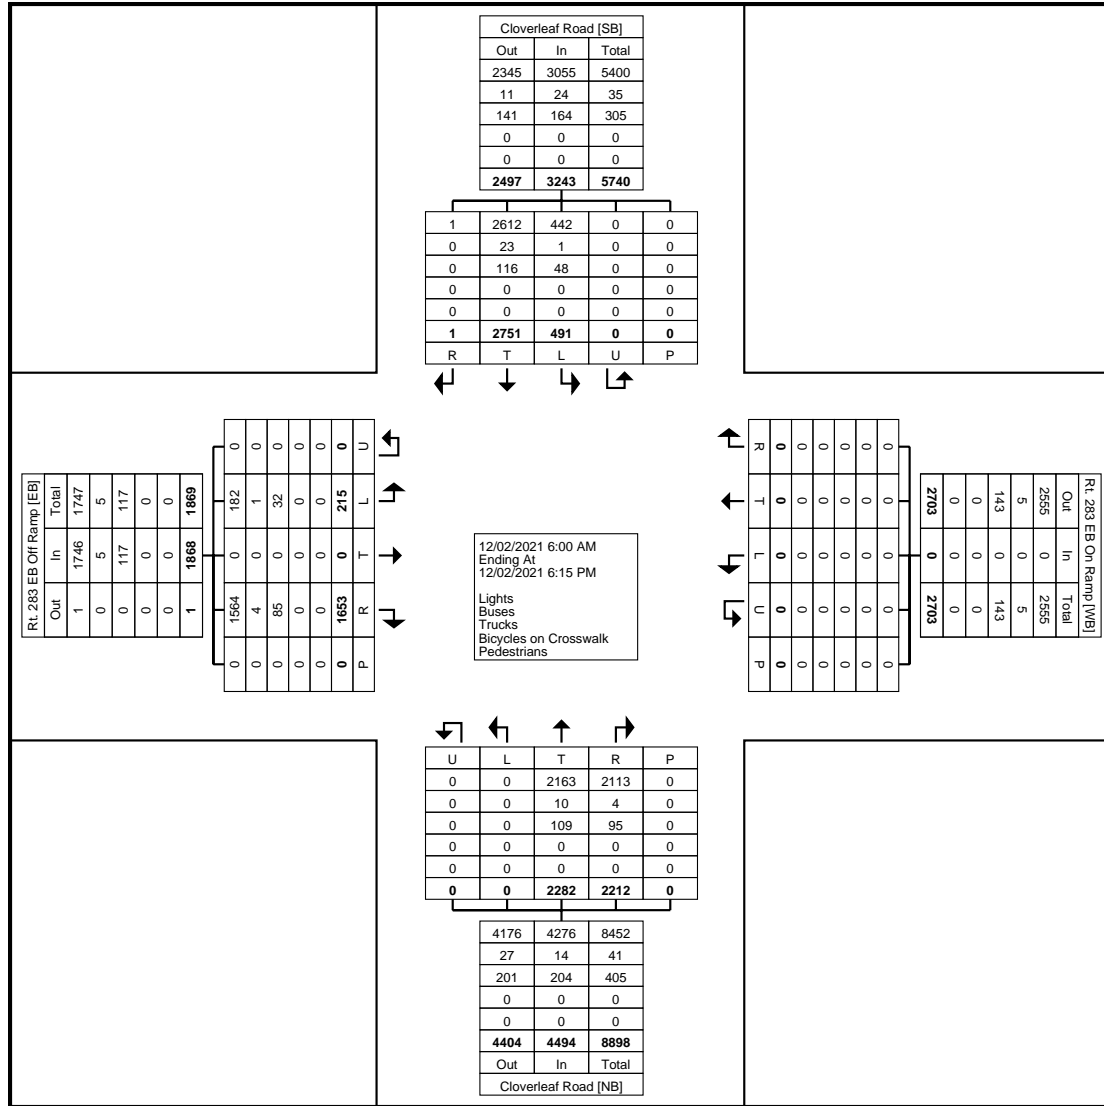 Cloverleaf Road [SB]
Out In Total
2345 3055 5400
11 24 35
141 164 305
0 0 0
0 0 0
2497 3243 5740
1 2612 442 0 0
0 23 1 0 0
0 116 48 0 0
0 0 0 0 0
0 0 0 0 0
1 2751 491 0 0
R T L U P
Rt. 283 EB Off Ramp [EB]
Total 1747 5 117 0 0 1869
In 1746 5 117 0 0 1868
Out 1 0 0 0 0 1
0 0 0 0 0 0 U
182 1 32 0 0 215 L
0 0 0 0 0 0 T
1564 4 85 0 0 1653 R
0 0 0 0 0 0 P
12/02/2021 6:00 AM
Ending At
12/02/2021 6:15 PM
Lights
Buses
Trucks
Bicycles on Crosswalk
Pedestrians
R 0 0 0 0 0 0
T 0 0 0 0 0 0
L 0 0 0 0 0 0
U 0 0 0 0 0 0
P 0 0 0 0 0 0
Rt. 283 EB On Ramp [WB]
2703 0 0 143 5 2555 Out
0 0 0 0 0 0 In
2703 0 0 143 5 2555 Total
U L T R P
0 0 2163 2113 0
0 0 10 4 0
0 0 109 95 0
0 0 0 0 0
0 0 0 0 0
0 0 2282 2212 0
4176 4276 8452
27 14 41
201 204 405
0 0 0
0 0 0
4404 4494 8898
Out In Total
Cloverleaf Road [NB]